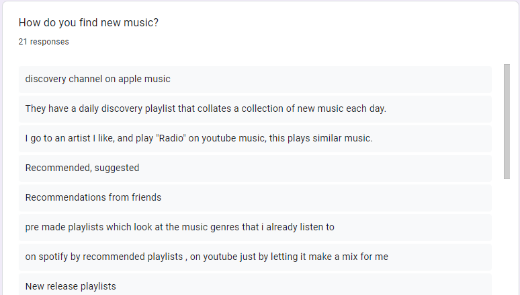 How do you find new music?
21 responses
discovery channel on apple music
They have a daily discovery playlist that collates a collection of new music each day.
I go to an artist I like, and play "Radio" on youtube music, this plays similar music.
Recommended, suggested
Recommendations from friends
pre made playlists which look at the music genres that i already listen to
on spotify by recommended playlists , on youtube just by letting it make a mix for me
New release playlists